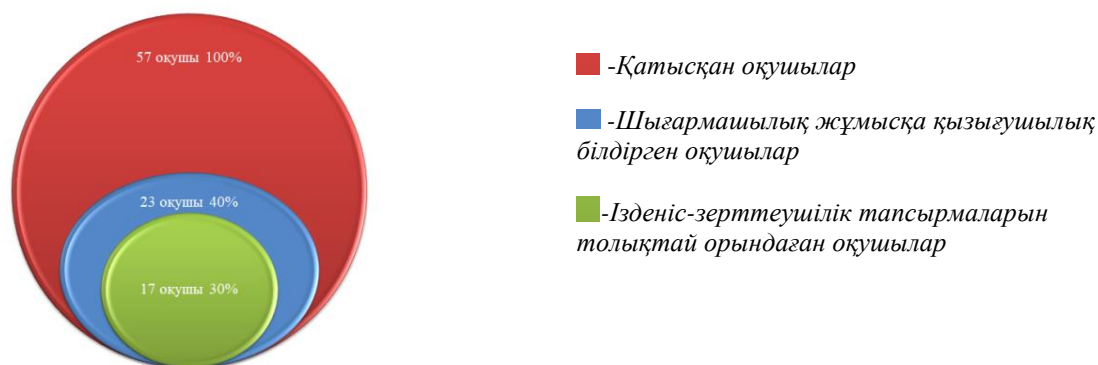 57 оқушы 100%
23 оқушы 40%
17 оқушы 30%
-Қатысқан оқушылар
-Шығармашылық жұмысқа қызығушылық
білдірген оқушылар
-Ізденіс-зерттеушілік тапсырмаларын
толықтай орындаған оқушылар